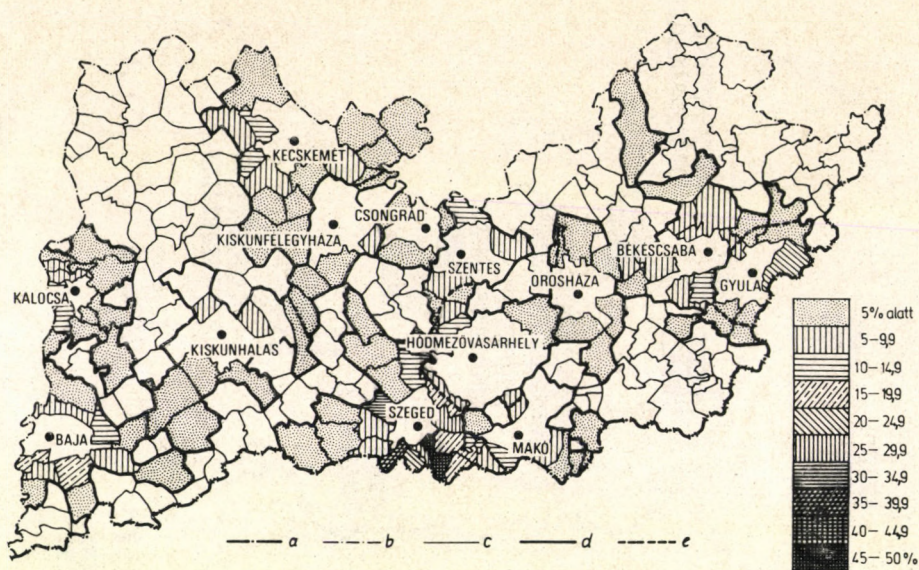 KECSKEMÉT
CSONGRÁD
KISKUNFÉLEGYHÁZA
SZENTES
BÉKÉSCSABA
OROSHÁZA
GYULA
KALOCSA
HÓDMEZŐVÁSÁRHELY
KISKUNHALAS
SZEGED
BAJA
MAKÓ
5% alatt
5-9,9
10-14,9
15-19,9
20-24,9
25-29,9
30-34,9
35-39,9
40-44,9
45-50%
a b c d e